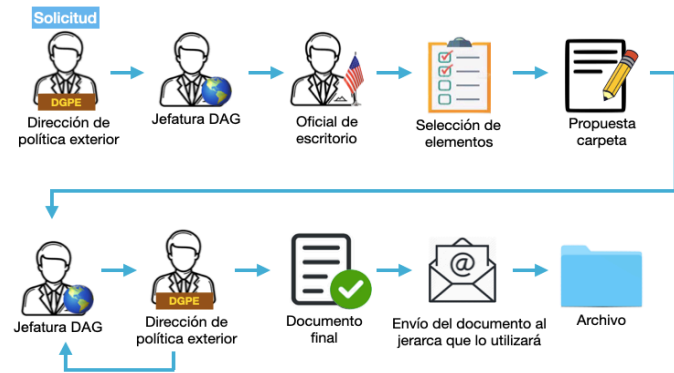 Solicitud
DGPE
Dirección de
política exterior
Jefatura DAG
Oficial de
escritorio
Selección de
elementos
Propuesta
carpeta
Jefatura DAG
DGPE
Dirección de
política exterior
Documento
final
@
Envío del documento al
jerarca que lo utilizará
Archivo